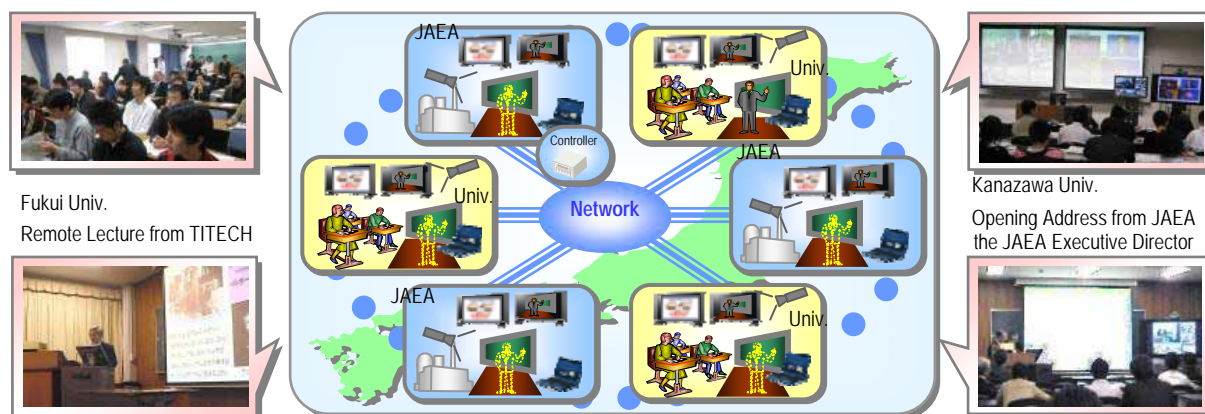 JAEA
Univ.
Controller
JAEA
Univ.
Network
JAEA
Univ.
Fukui Univ.
Remote Lecture from TITECH
Kanazawa Univ.
Opening Address from JAEA
the JAEA Executive Director